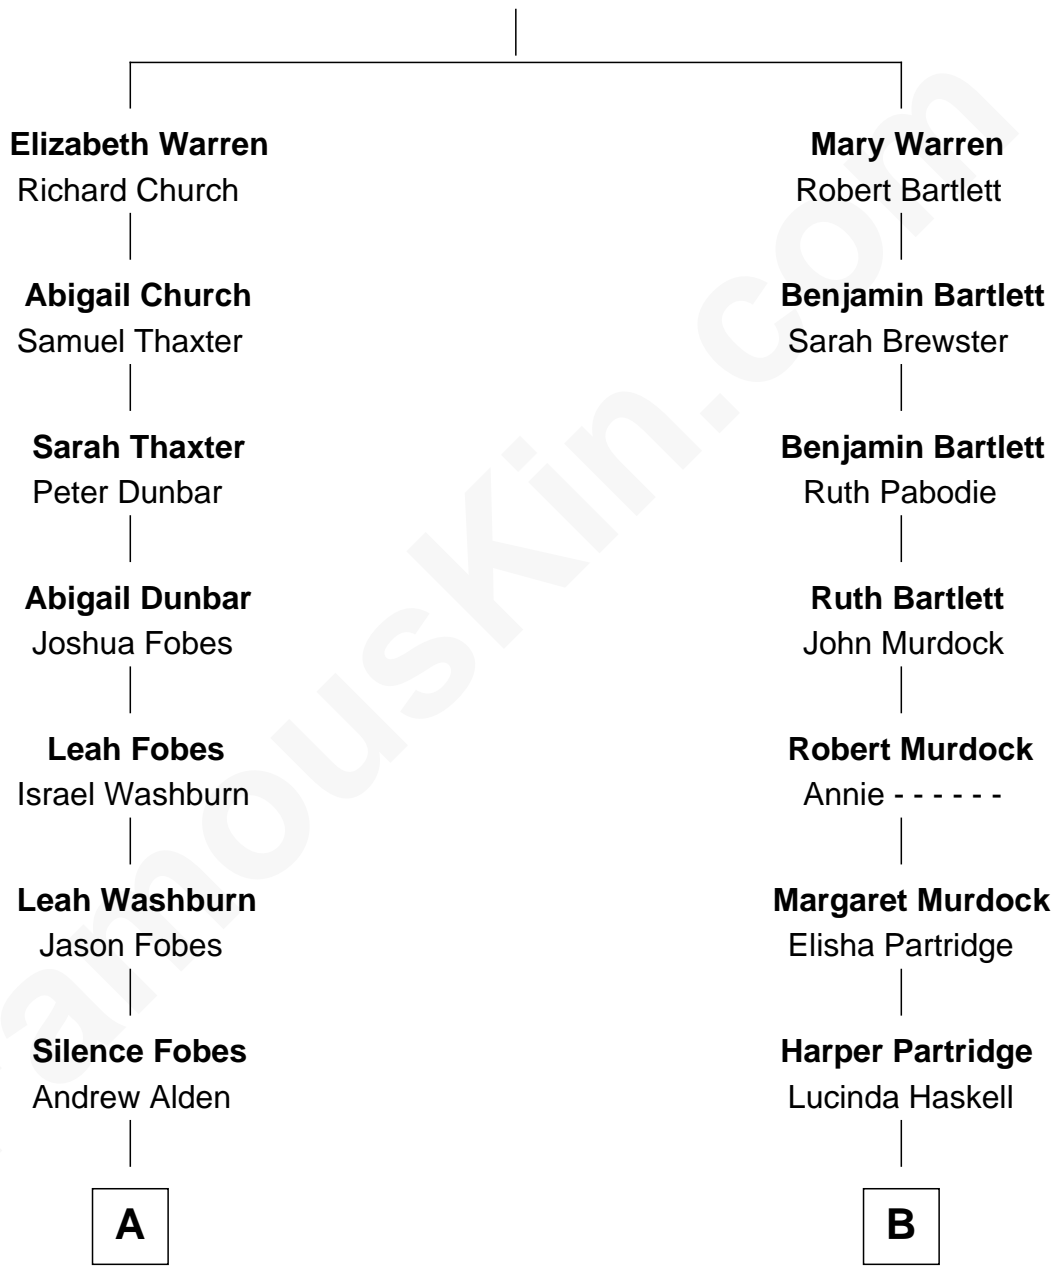 Elizabeth Warren
Richard Church
Abigail Church
Samuel Thaxter
Sarah Thaxter
Peter Dunbar
Abigail Dunbar
Joshua Fobes
Leah Fobes
Israel Washburn
Leah Washburn
Jason Fobes
Silence Fobes
Andrew Alden
A
Mary Warren
Robert Bartlett
Benjamin Bartlett
Sarah Brewster
Benjamin Bartlett
Ruth Pabodie
Ruth Bartlett
John Murdock
Robert Murdock
Annie - - - - - -
Margaret Murdock
Elisha Partridge
Harper Partridge
Lucinda Haskell
B
famouskin.com